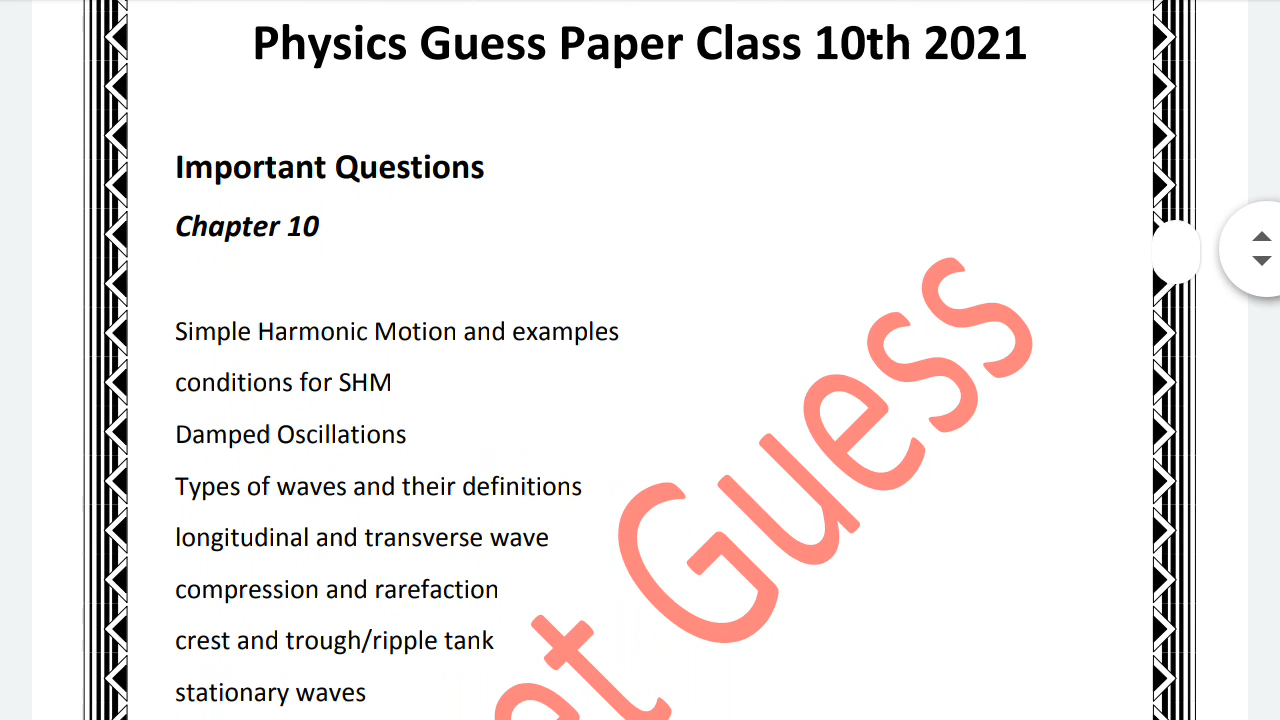 Physics Guess Paper Class 10th 2021
Important Questions
Chapter 10
Simple Harmonic Motion and examples
conditions for SHM
Damped Oscillations
Types of waves and their definitions
longitudinal and transverse wave
compression and rarefaction
crest and trough/ripple tank
stationary waves
Guess